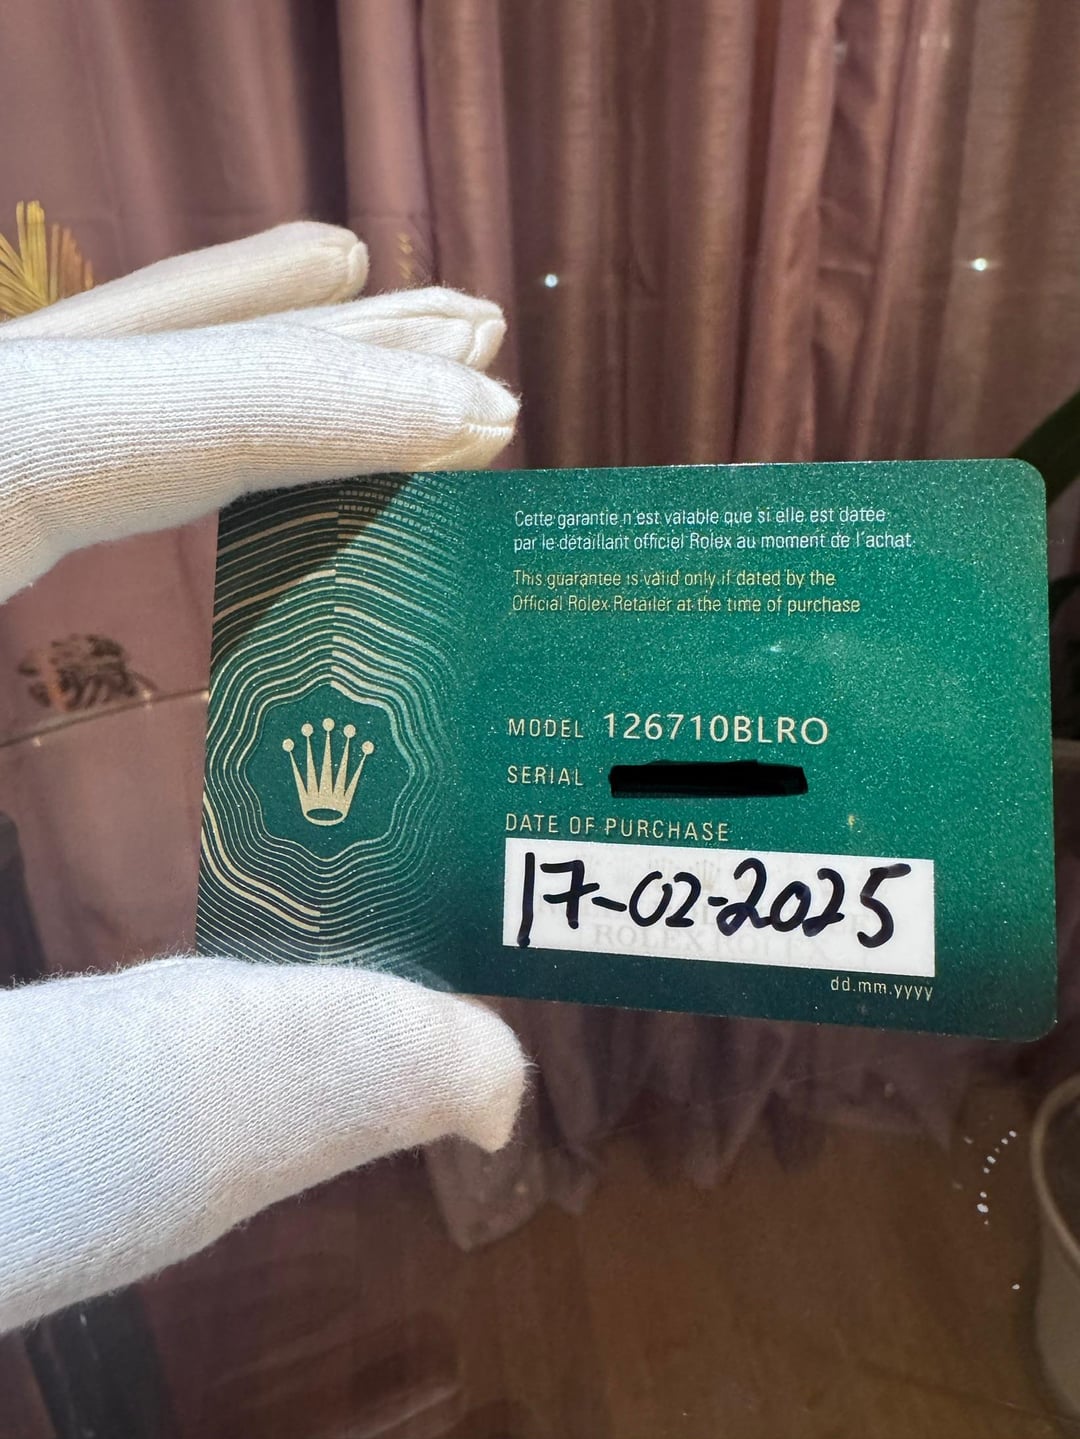 Cette garantie n'est valable que si elle est datée
par le détaillant officiel Rolex au moment de l'achat.
This guarantee is valid only if dated by the
Official Rolex Retailer at the time of purchase
MODEL 126710BLRO
SERIAL
DATE OF PURCHASE
17-02-2025
ROLEX ROLEX
dd.mm.yyyy